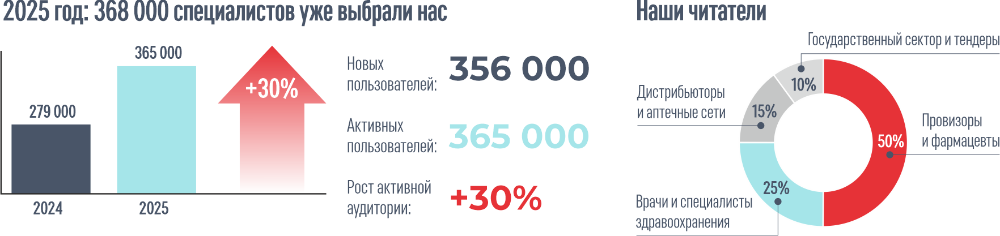 2025 год: 368 000 специалистов уже выбрали нас
279 000
365 000
+30%
2024
2025
Новых
пользователей:
356 000
Активных
пользователей:
365 000
Рост активной
аудитории:
+30%
Наши читатели
Государственный сектор и тендеры
10%
Дистрибьюторы
и аптечные сети
15%
Провизоры
и фармацевты
50%
25%
Врачи и специалисты
здравоохранения